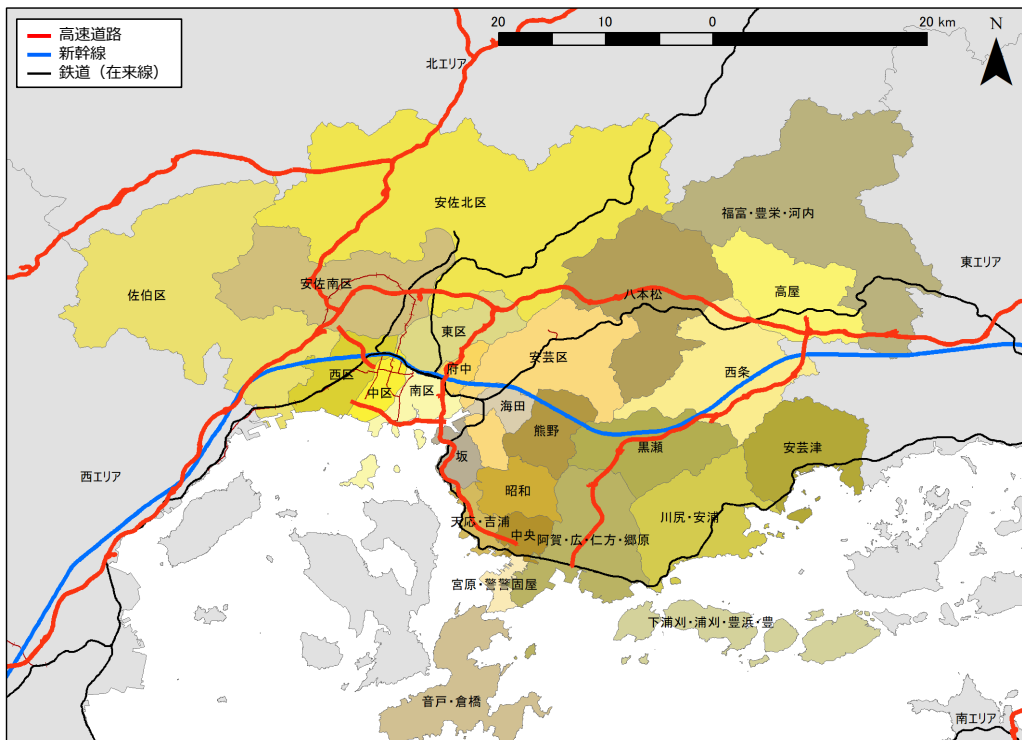 高速道路
新幹線
鉄道（在来線）
20 10 0 20 km
N
北エリア
安佐北区
福富・豊栄・河内
東エリア
佐伯区
安佐南区
八本松
高屋
東区
安芸区
西区
中区
南区
府中
西条
海田
熊野
黒瀬
安芸津
坂
西エリア
昭和
川尻・安浦
天応・吉浦
中央
阿賀・広・仁方・郷原
宮原・警警固屋
下浦刈・浦刈・豊浜・豊
音戸・倉橋
南エリア